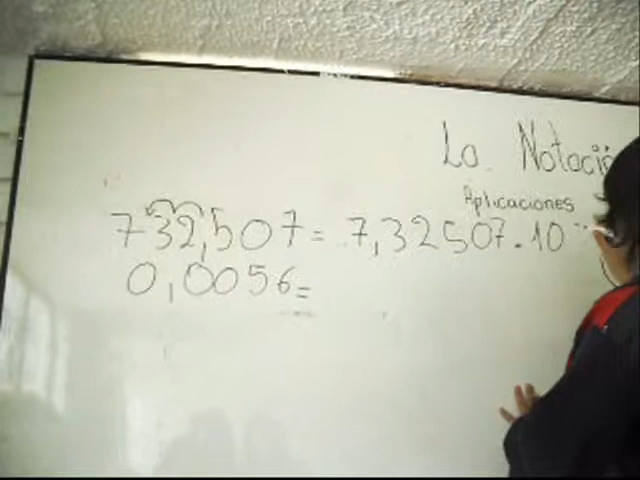 La Notació
Aplicaciones
732,507 = 7,32507.10
0,0056=